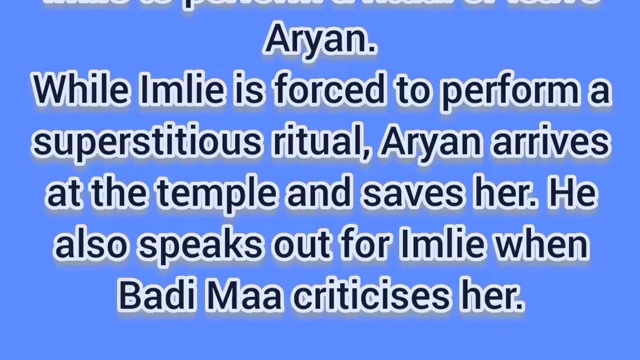 Imlie to perform a ritual or leave
Aryan.
While Imlie is forced to perform a
superstitious ritual, Aryan arrives
at the temple and saves her. He
also speaks out for Imlie when
Badi Maa criticises her.